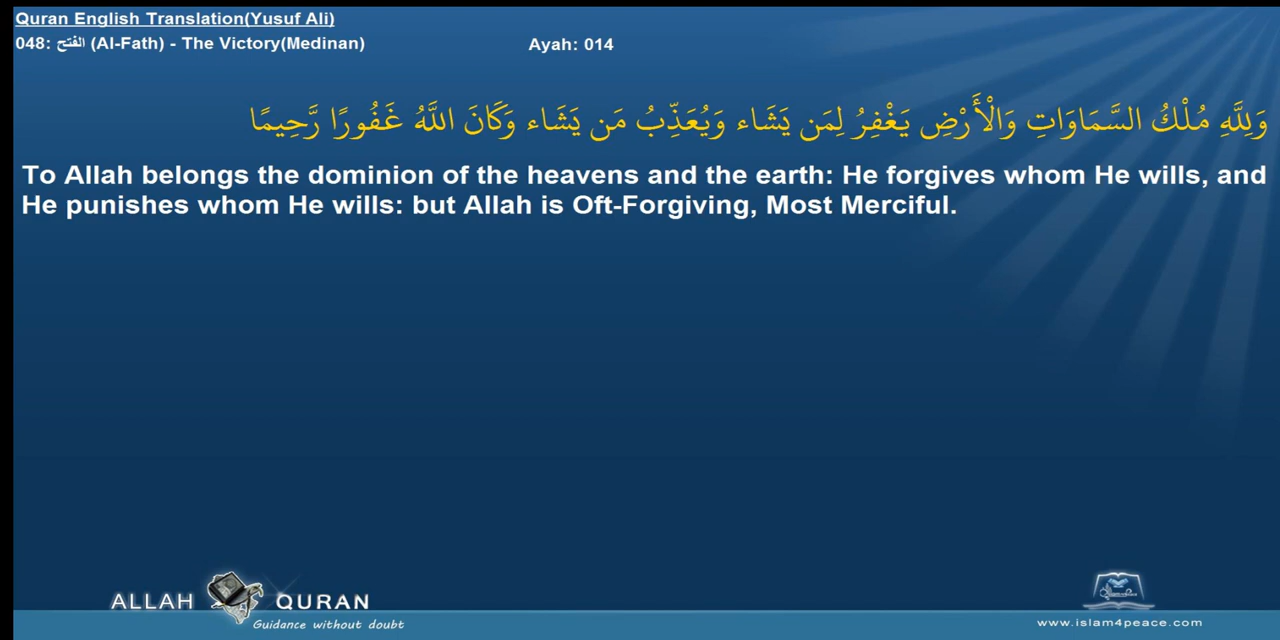 Quran English Translation(Yusuf Ali)
048: الفتح (Al-Fath) - The Victory(Medinan) Ayah: 014
وَلِلَّهِ مُلْكُ السَّمَاوَاتِ وَالْأَرْضِ يَغْفِرُ لِمَن يَشَاء وَيُعَذِّبُ مَن يَشَاء وَكَانَ اللَّهُ غَفُورًا رَّحِيمًا
To Allah belongs the dominion of the heavens and the earth: He forgives whom He wills, and
He punishes whom He wills: but Allah is Oft-Forgiving, Most Merciful.
ALLAH QURAN
Guidance without doubt
www.islam4peace.com